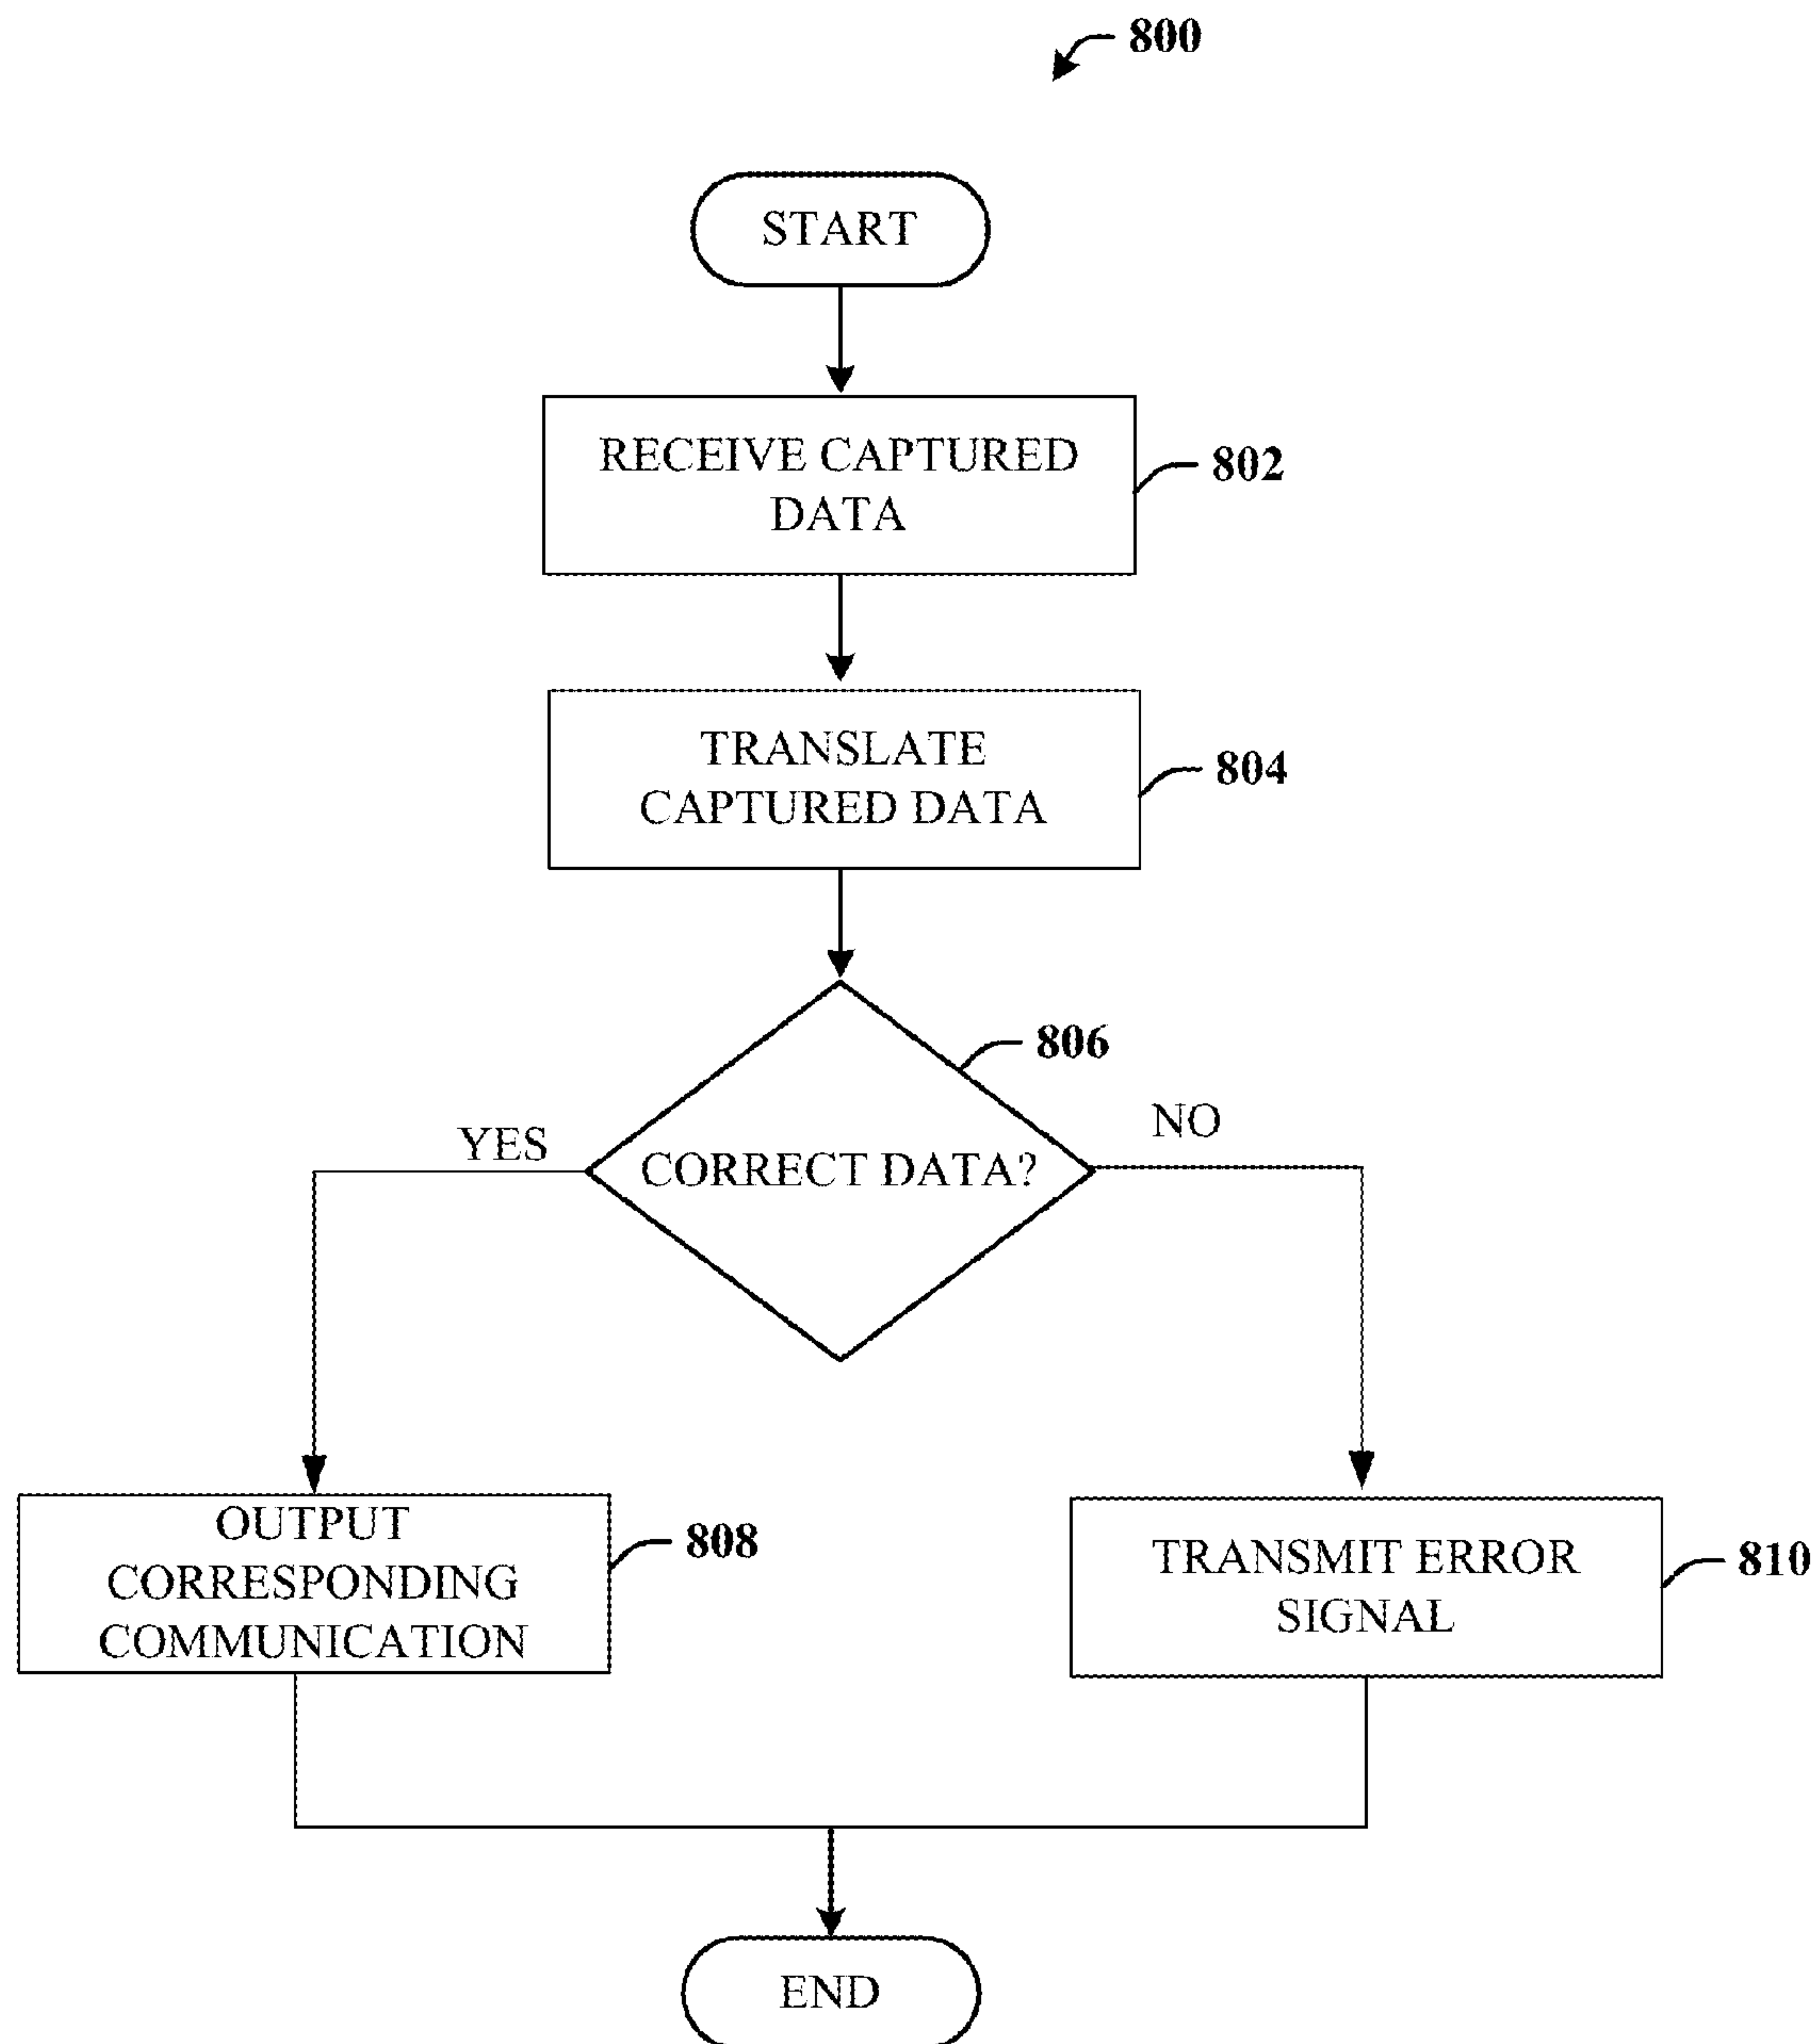 800
START
RECEIVE CAPTURED
DATA
802
TRANSLATE
CAPTURED DATA
804
806
YES
CORRECT DATA?
NO
OUTPUT
CORRESPONDING
COMMUNICATION
808
TRANSMIT ERROR
SIGNAL
810
END